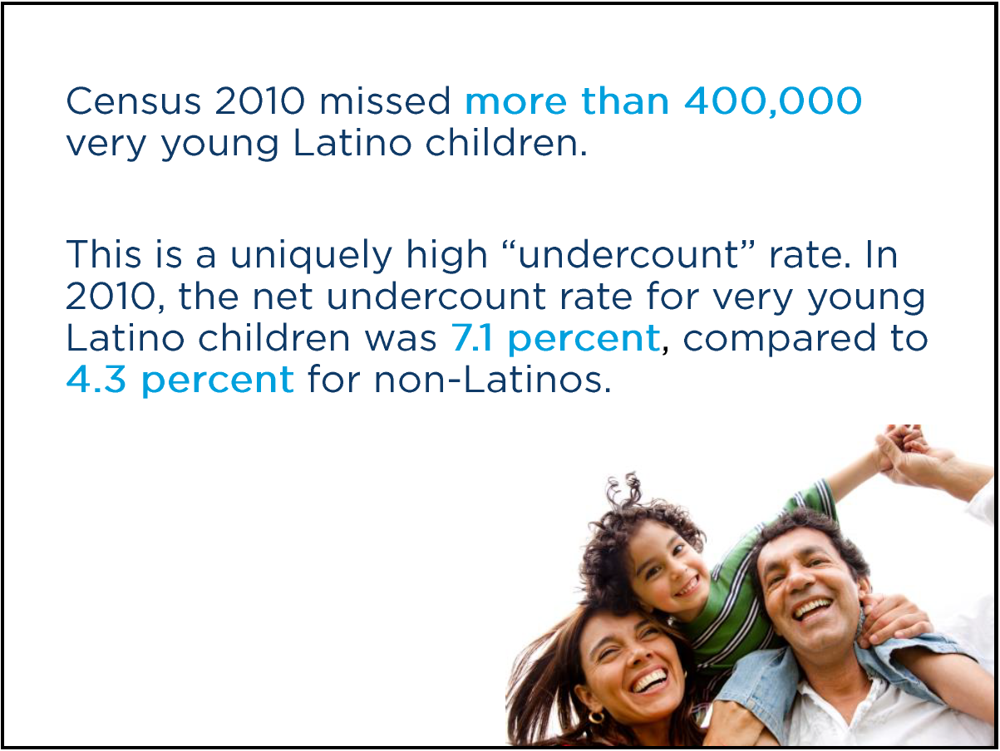 Census 2010 missed more than 400,000
very young Latino children.
This is a uniquely high “undercount” rate. In
2010, the net undercount rate for very young
Latino children was 7.1 percent, compared to
4.3 percent for non-Latinos.